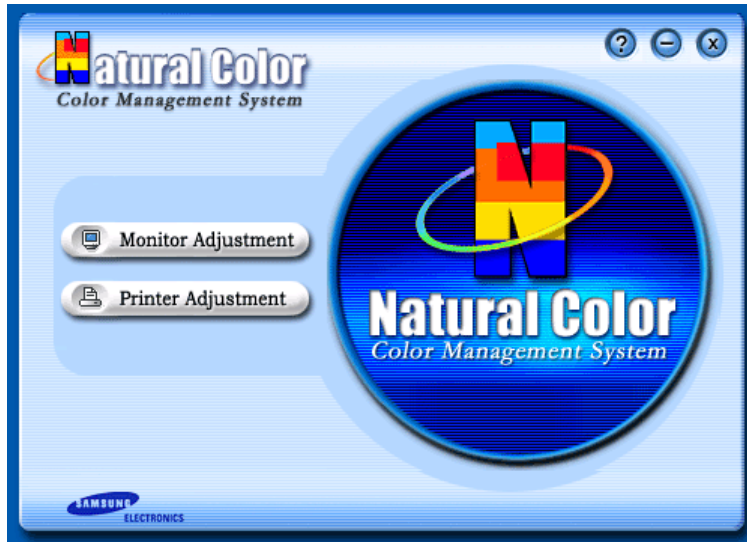 Natural Color
Color Management System
? − x
Monitor Adjustment
Printer Adjustment
N
Natural Color
Color Management System
SAMSUNG
ELECTRONICS